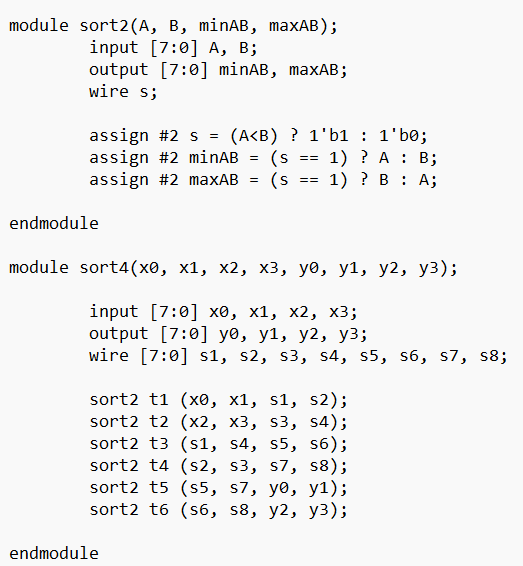 module sort2(A, B, minAB, maxAB);
input [7:0] A, B;
output [7:0] minAB, maxAB;
wire s;
assign #2 s = (A<B) ? 1'b1 : 1'b0;
assign #2 minAB = (s == 1) ? A : B;
assign #2 maxAB = (s == 1) ? B : A;
endmodule
module sort4(x0, x1, x2, x3, y0, y1, y2, y3);
input [7:0] x0, x1, x2, x3;
output [7:0] y0, y1, y2, y3;
wire [7:0] s1, s2, s3, s4, s5, s6, s7, s8;
sort2 t1 (x0, x1, s1, s2);
sort2 t2 (x2, x3, s3, s4);
sort2 t3 (s1, s4, s5, s6);
sort2 t4 (s2, s3, s7, s8);
sort2 t5 (s5, s7, y0, y1);
sort2 t6 (s6, s8, y2, y3);
endmodule